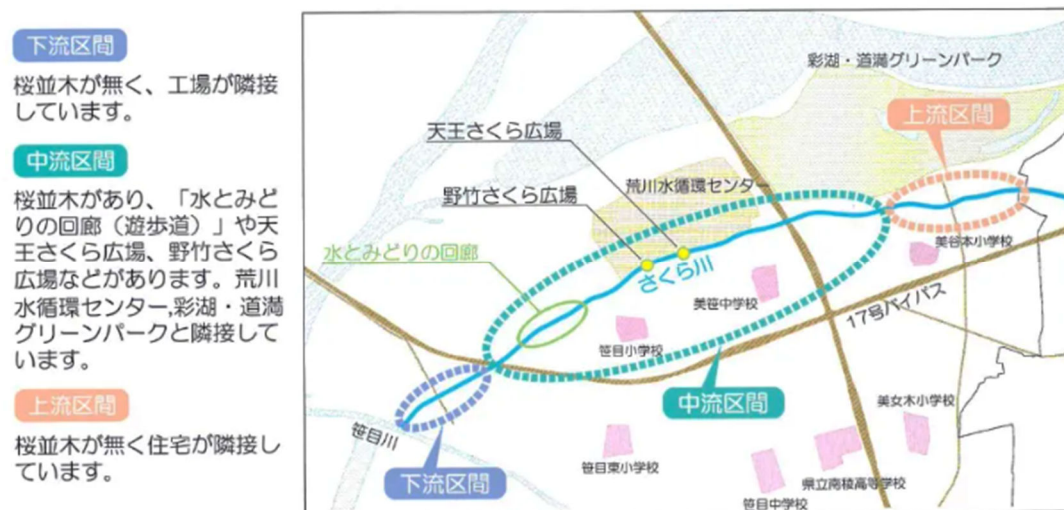 下流区間
桜並木が無く、工場が隣接
しています。
中流区間
桜並木があり、「水とみど
りの回廊（遊歩道）」や天
王さくら広場、野竹さくら
広場などがあります。荒川
水循環センター,彩湖・道満
グリーンパークと隣接して
います。
上流区間
桜並木が無く住宅が隣接し
ています。
彩湖・道満グリーンパーク
上流区間
天王さくら広場
荒川水循環センター
野竹さくら広場
水とみどりの回廊
さくら川
美谷本小学校
美笹中学校
17号バイパス
笹目小学校
中流区間
美女木小学校
笹目川
下流区間
笹目東小学校
県立南稜高等学校
笹目中学校